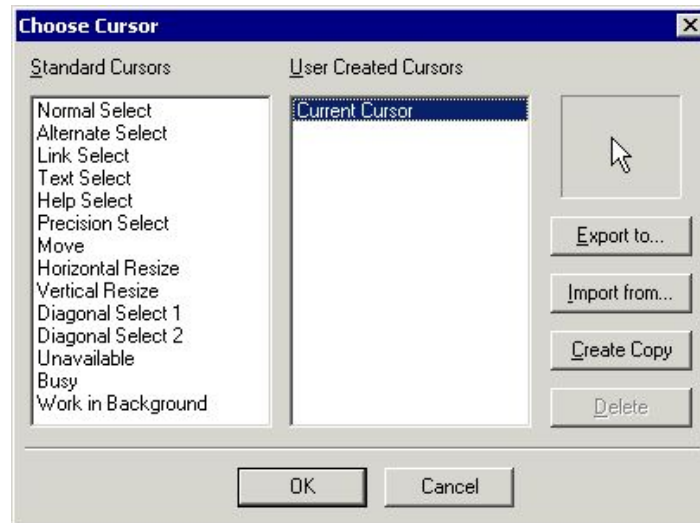 Choose Cursor
Standard Cursors
User Created Cursors
Normal Select
Alternate Select
Link Select
Text Select
Help Select
Precision Select
Move
Horizontal Resize
Vertical Resize
Diagonal Select 1
Diagonal Select 2
Unavailable
Busy
Work in Background
Current Cursor
Export to...
Import from...
Create Copy
Delete
OK
Cancel